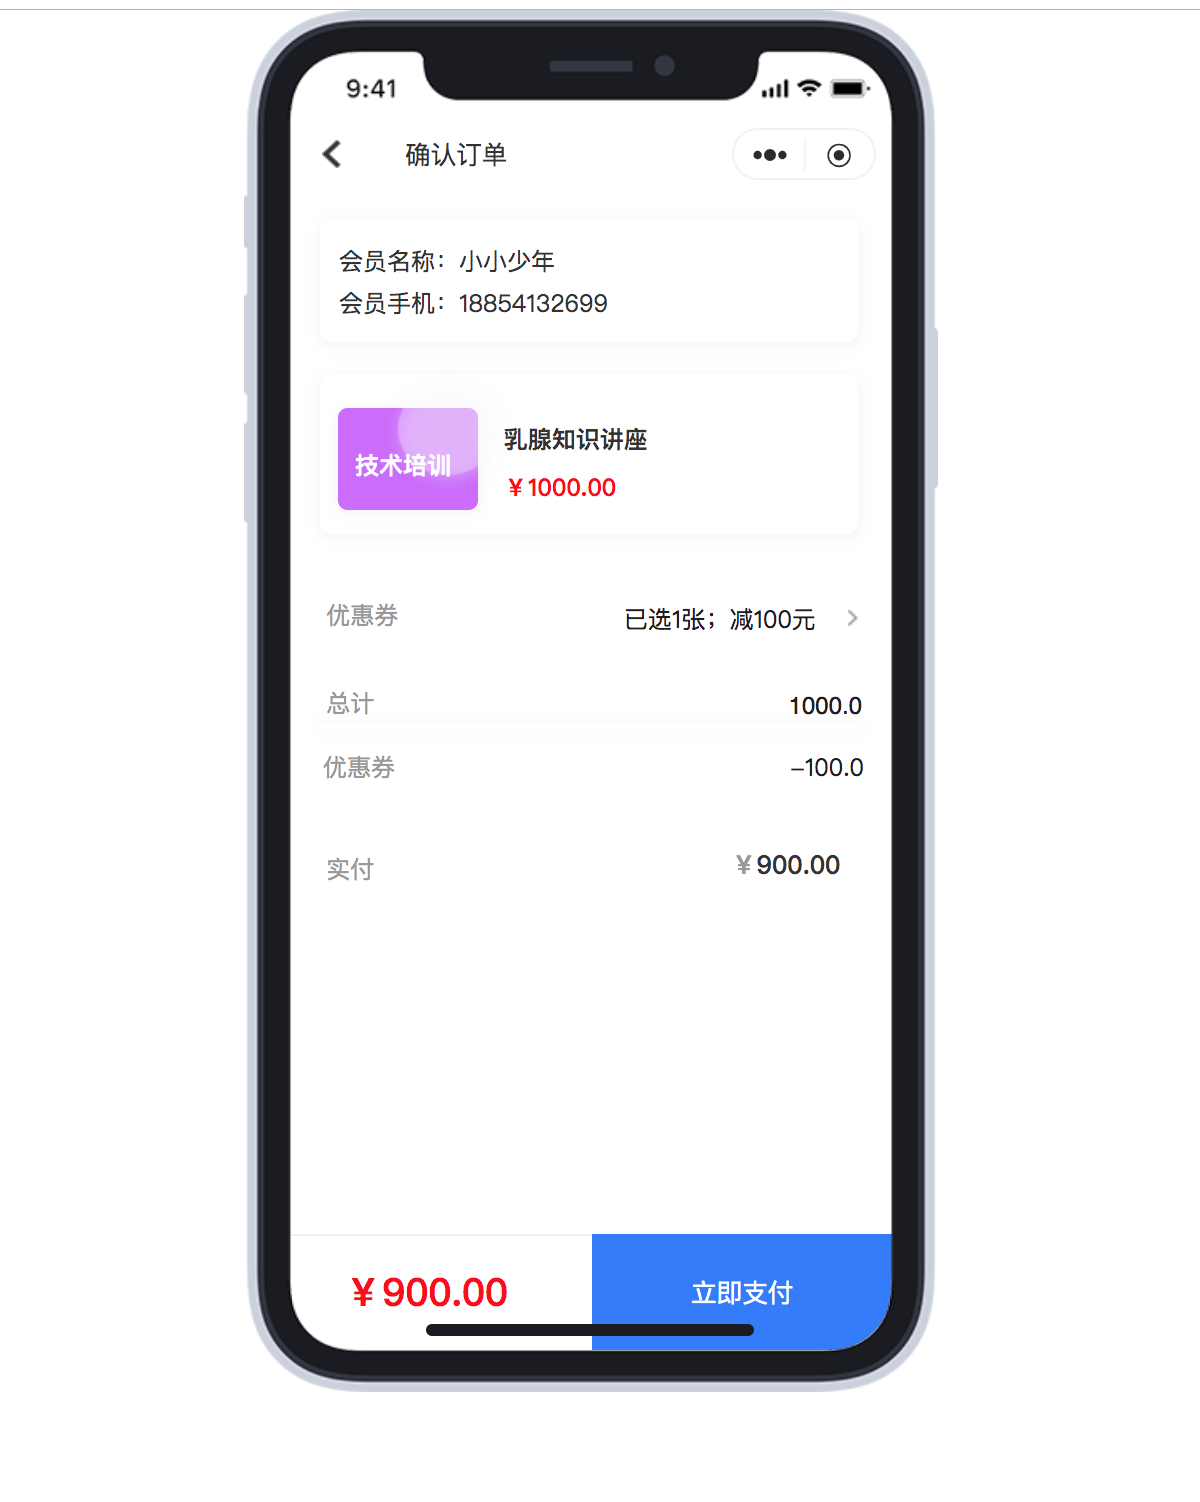 9:41
确认订单
会员名称：小小少年
会员手机：18854132699
技术培训
乳腺知识讲座
¥ 1000.00
优惠券
已选1张；减100元
总计
1000.0
优惠券
–100.0
实付
¥ 900.00
¥ 900.00
立即支付